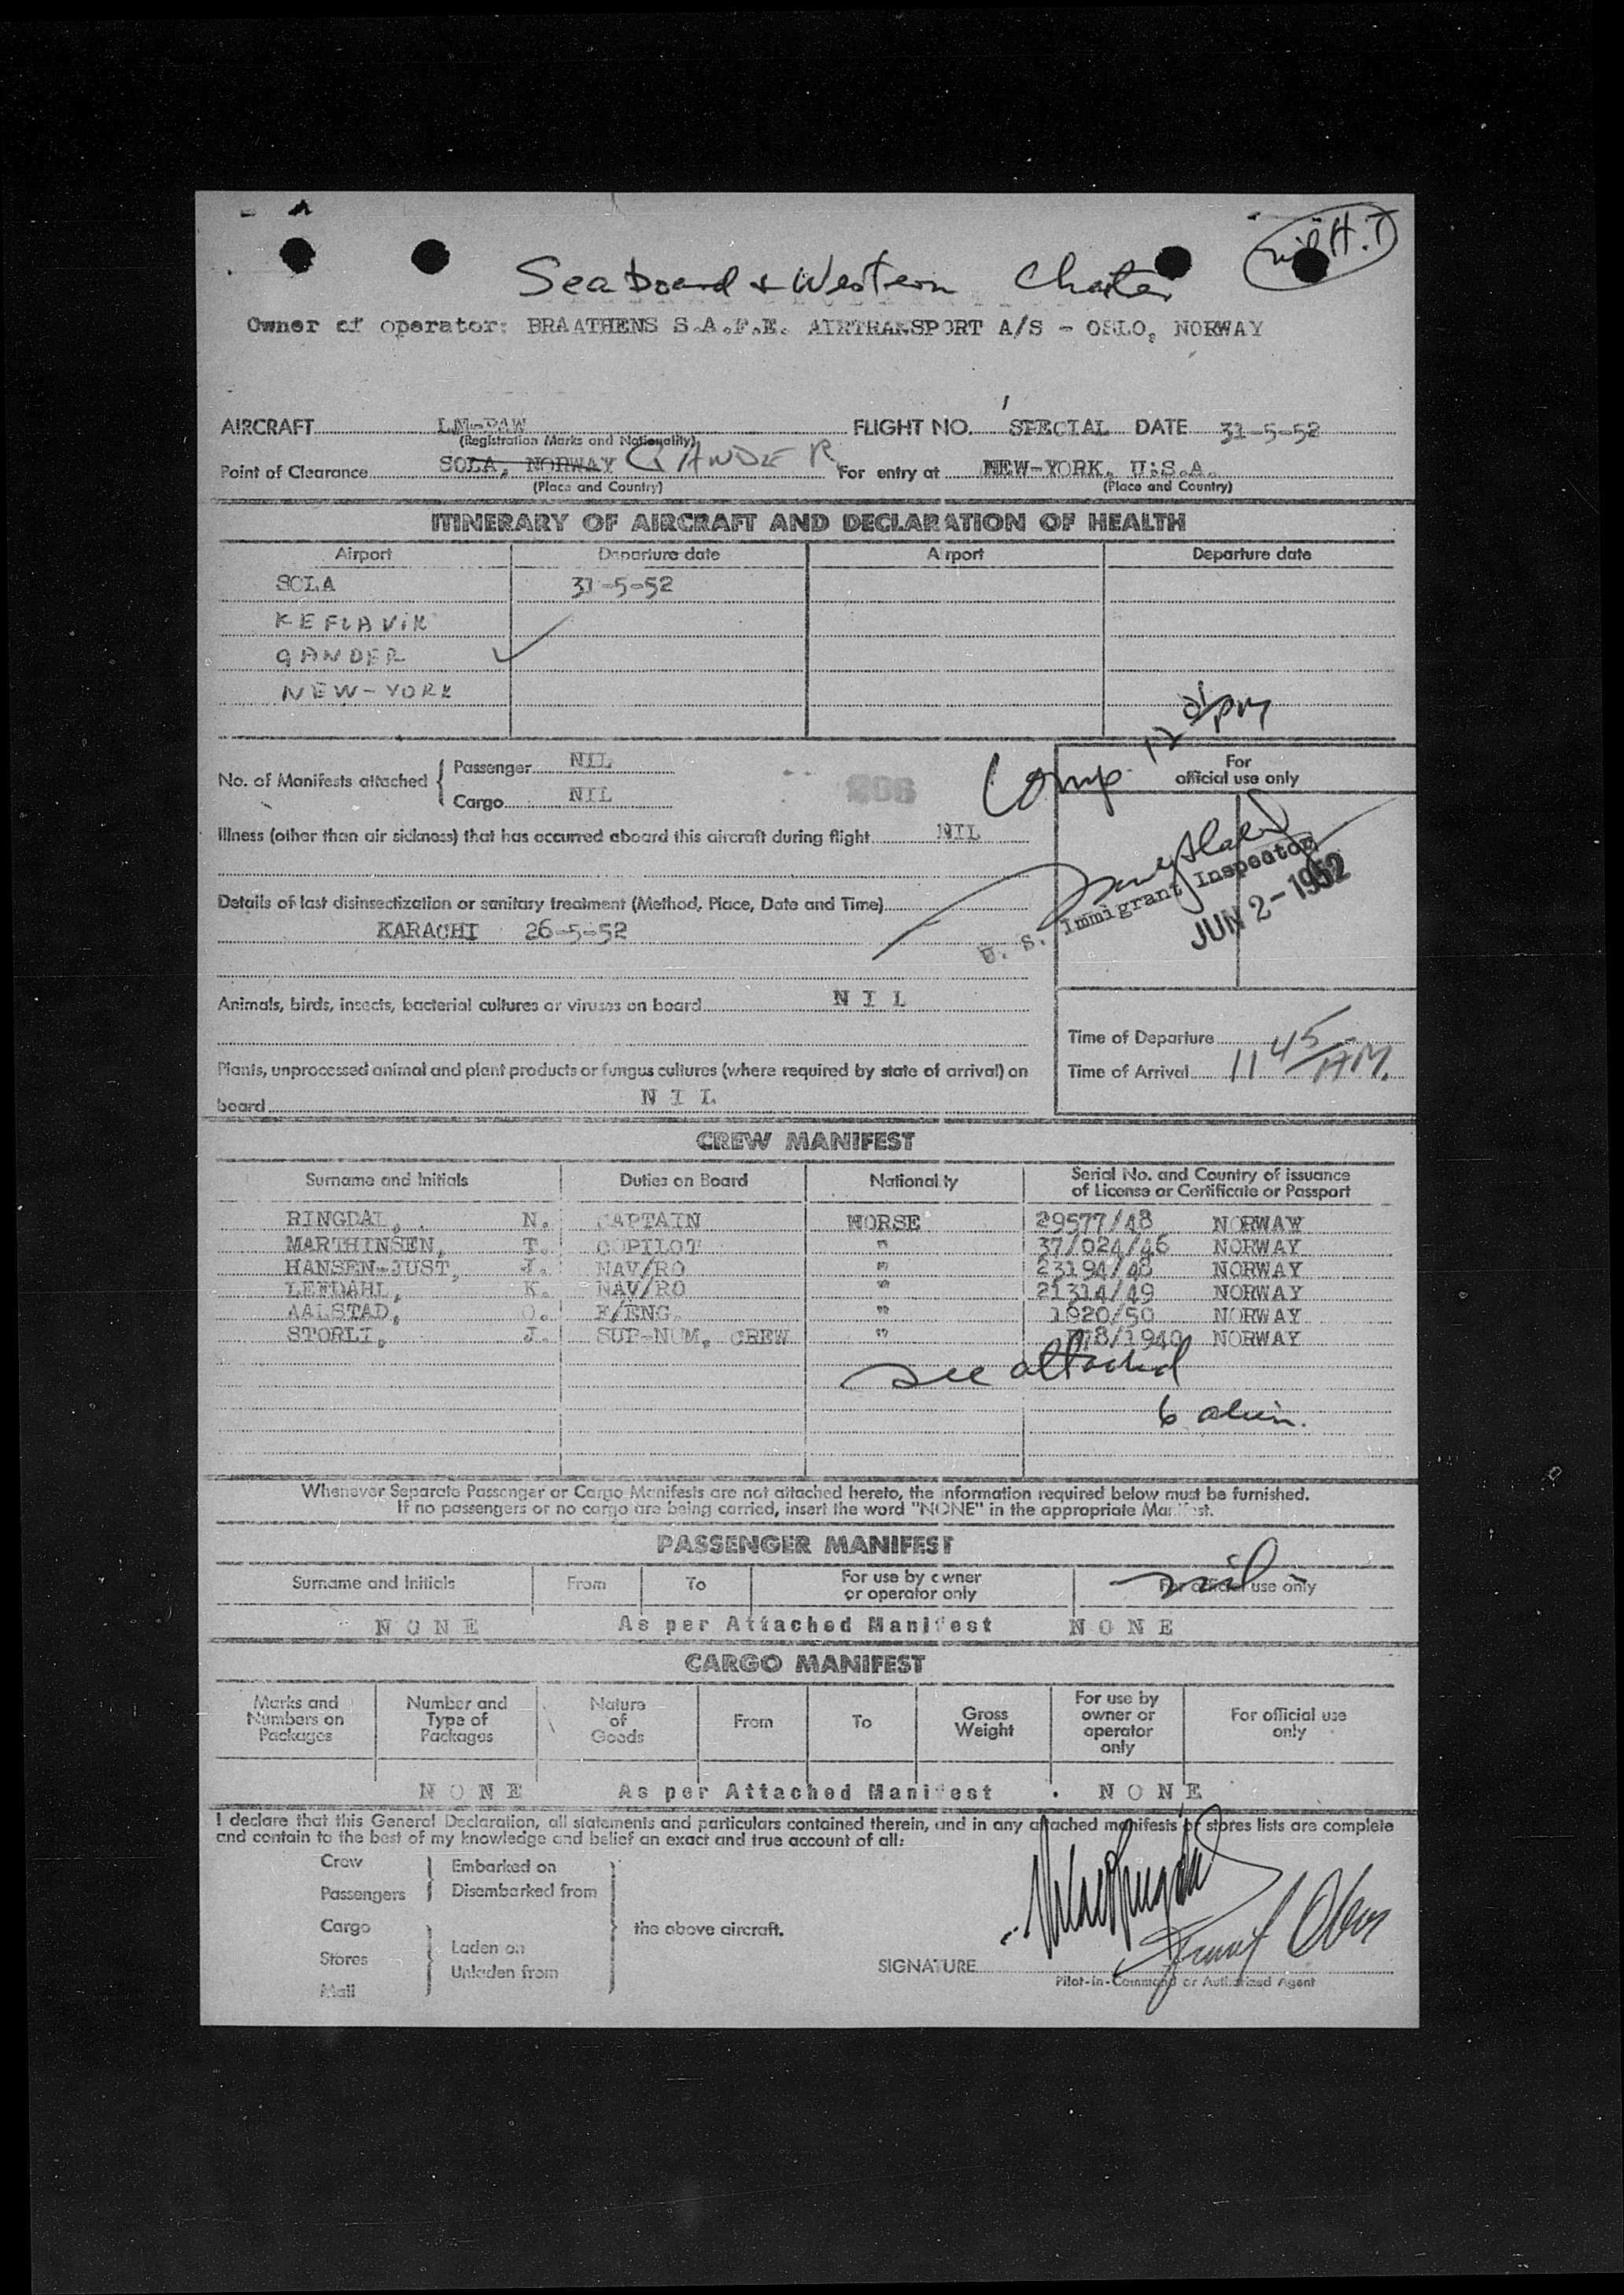 nil H.T
Seaboard & Western Charter
Owner of operator: BRAATHENS S.A.F.E. AIRTRANSPORT A/S - OSLO, NORWAY
AIRCRAFT LN-PAW FLIGHT NO. SPECIAL DATE 31-5-52
(Registration Marks and Nationality)
Point of Clearance SOLA, NORWAY GANDER For entry at NEW-YORK, U.S.A.
(Place and Country) (Place and Country)
ITINERARY OF AIRCRAFT AND DECLARATION OF HEALTH
Airport Departure date Airport Departure date
SOLA 31-5-52
KEFLAVIK
GANDER ✓
NEW-YORK
Comp. 12 01/PM
No. of Manifests attached { Passenger NIL
Cargo NIL
206
For official use only
Illness (other than air sickness) that has occurred aboard this aircraft during flight NIL
U. S. Immigrant Inspector
JUN 2-1952
Details of last disinsectization or sanitary treatment (Method, Place, Date and Time)
KARACHI 26-5-52
Animals, birds, insects, bacterial cultures or viruses on board N I L
Time of Departure
Time of Arrival 11 45/AM.
Plants, unprocessed animal and plant products or fungus cultures (where required by state of arrival) on
board N I L
CREW MANIFEST
Surname and Initials Duties on Board Nationality Serial No. and Country of issuance
of License or Certificate or Passport
RINGDAL, N. CAPTAIN NORSE 29577/48 NORWAY
MARTHINSEN, T. COPILOT " 37/024/46 NORWAY
HANSEN-JUST, J. NAV/RO " 23194/48 NORWAY
LEFDAHL, K. NAV/RO " 21314/49 NORWAY
AALSTAD, O. F/ENG. " 1920/50 NORWAY
STORLI, J. SUP-NUM. CREW " 78/1940 NORWAY
see attached
6 alien.
Whenever Separate Passenger or Cargo Manifests are not attached hereto, the information required below must be furnished.
If no passengers or no cargo are being carried, insert the word "NONE" in the appropriate Manifest.
PASSENGER MANIFEST
Surname and Initials From To For use by owner
or operator only For official use only
nil
N O N E As per Attached Manifest N O N E
CARGO MANIFEST
Marks and Numbers on Packages Number and Type of Packages Nature of Goods From To Gross Weight For use by owner or operator only For official use only
N O N E As per Attached Manifest . N O N E
I declare that this General Declaration, all statements and particulars contained therein, and in any attached manifests or stores lists are complete
and contain to the best of my knowledge and belief an exact and true account of all:
Crew
Passengers
Embarked on
Disembarked from
Cargo
Stores
Mail
Laden on
Unladen from
the above aircraft.
SIGNATURE
Pilot-in-Command or Authorized Agent